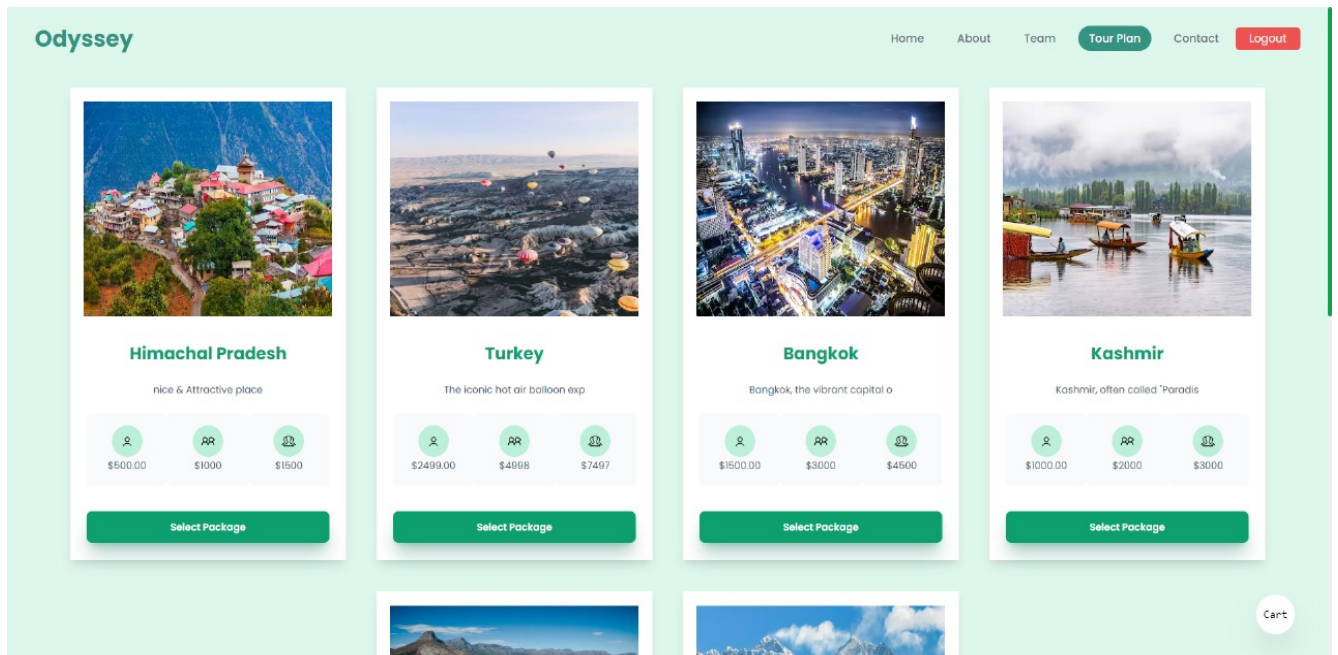 Odyssey
Home About Team Tour Plan Contact Logout
Himachal Pradesh
nice & Attractive place
$500.00 $1000 $1500
Select Package
Turkey
The iconic hot air balloon exp
$2499.00 $4998 $7497
Select Package
Bangkok
Bangkok, the vibrant capital o
$1500.00 $3000 $4500
Select Package
Kashmir
Kashmir, often called "Paradis
$1000.00 $2000 $3000
Select Package
Cart